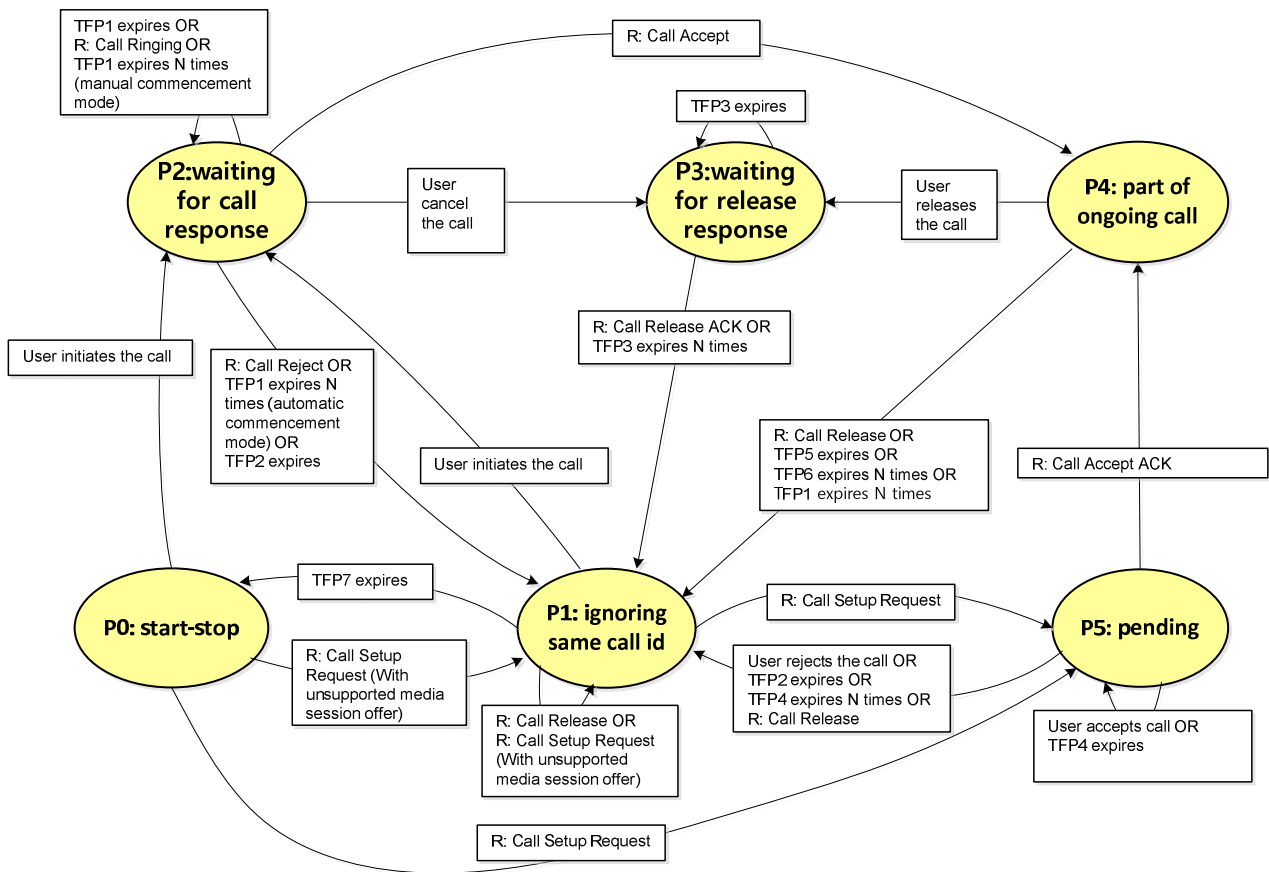 TFP1 expires OR
R: Call Ringing OR
TFP1 expires N times
(manual commencement
mode)
R: Call Accept
TFP3 expires
P2:waiting
for call
response
User
cancel
the call
P3:waiting
for release
response
User
releases
the call
P4: part of
ongoing call
User initiates the call
R: Call Reject OR
TFP1 expires N
times (automatic
commencement
mode) OR
TFP2 expires
R: Call Release ACK OR
TFP3 expires N times
User initiates the call
R: Call Release OR
TFP5 expires OR
TFP6 expires N times OR
TFP1 expires N times
R: Call Accept ACK
P0: start-stop
TFP7 expires
R: Call Setup
Request (With
unsupported media
session offer)
P1: ignoring
same call id
R: Call Setup Request
P5: pending
User rejects the call OR
TFP2 expires OR
TFP4 expires N times OR
R: Call Release
R: Call Release OR
R: Call Setup Request
(With unsupported
media session offer)
User accepts call OR
TFP4 expires
R: Call Setup Request